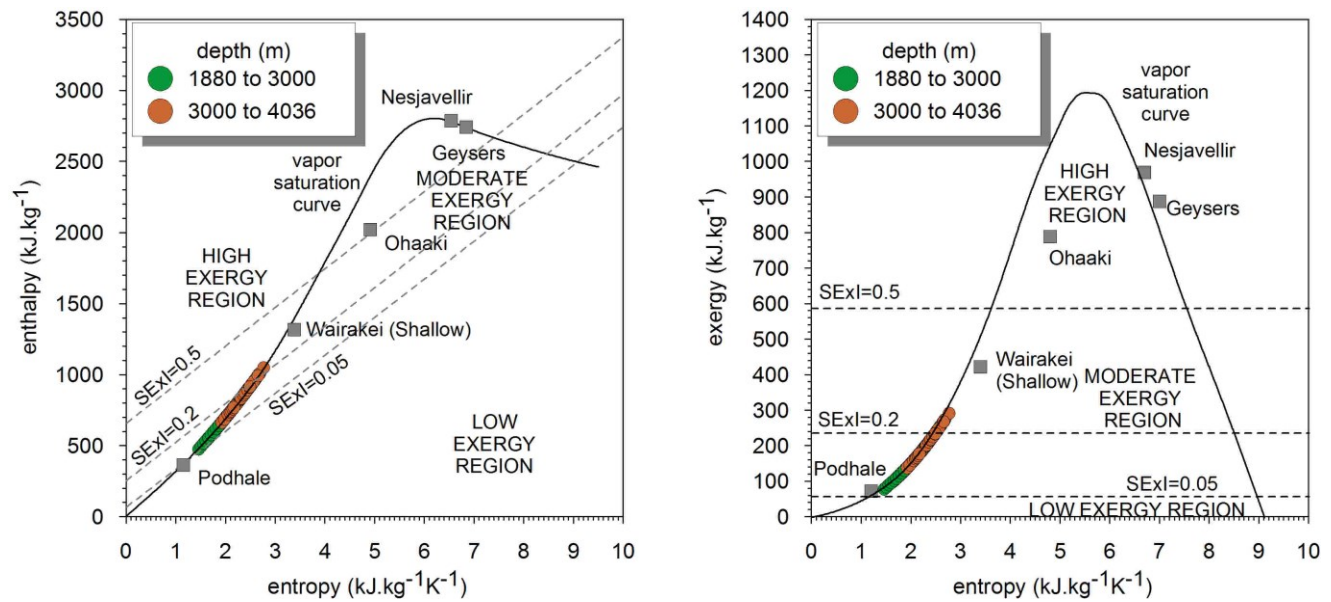 3500
3000
2500
2000
1500
1000
500
0
enthalpy (kJ.kg⁻¹)
depth (m)
1880 to 3000
3000 to 4036
Nesjavellir
Geysers
vapor
saturation
curve
MODERATE
EXERGY
REGION
Ohaaki
HIGH
EXERGY
REGION
Wairakei (Shallow)
SExI=0.5
SExI=0.2
SExI=0.05
LOW
EXERGY
REGION
Podhale
0 1 2 3 4 5 6 7 8 9 10
entropy (kJ.kg⁻¹K⁻¹)
1400
1300
1200
1100
1000
900
800
700
600
500
400
300
200
100
0
exergy (kJ.kg⁻¹)
depth (m)
1880 to 3000
3000 to 4036
vapor
saturation
curve
Nesjavellir
HIGH
EXERGY
REGION
Geysers
Ohaaki
SExI=0.5
Wairakei
(Shallow)
MODERATE
EXERGY
REGION
SExI=0.2
Podhale
SExI=0.05
LOW EXERGY REGION
0 1 2 3 4 5 6 7 8 9 10
entropy (kJ.kg⁻¹K⁻¹)